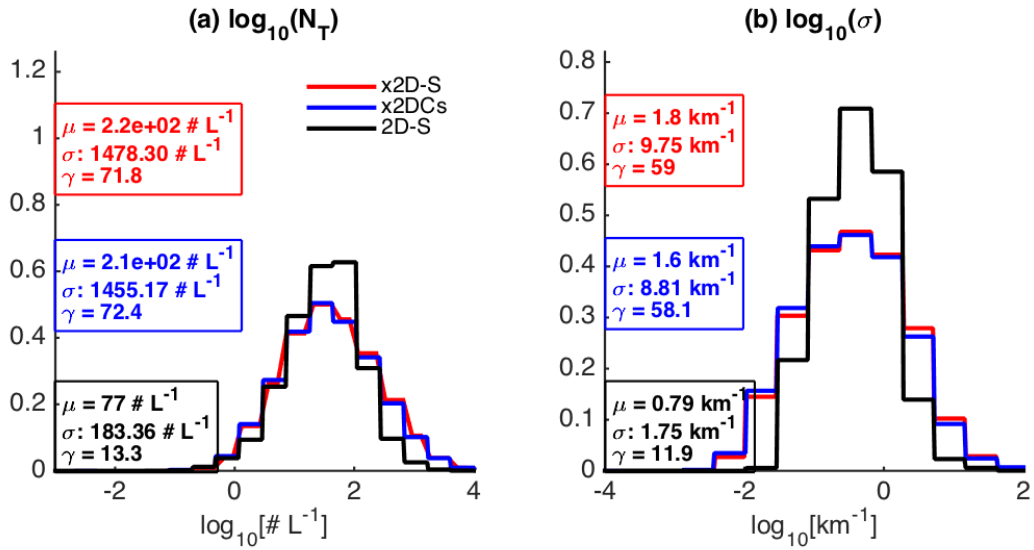 (a) log10(NT)
1.2
1
0.8
0.6
0.4
0.2
0
x2D-S
x2DCs
2D-S
μ = 2.2e+02 # L-1
σ: 1478.30 # L-1
γ = 71.8
μ = 2.1e+02 # L-1
σ: 1455.17 # L-1
γ = 72.4
μ = 77 # L-1
σ: 183.36 # L-1
γ = 13.3
-2 0 2 4
log10[# L-1]
(b) log10(σ)
0.8
0.7
0.6
0.5
0.4
0.3
0.2
0.1
0
μ = 1.8 km-1
σ: 9.75 km-1
γ = 59
μ = 1.6 km-1
σ: 8.81 km-1
γ = 58.1
μ = 0.79 km-1
σ: 1.75 km-1
γ = 11.9
-4 -2 0 2
log10[km-1]